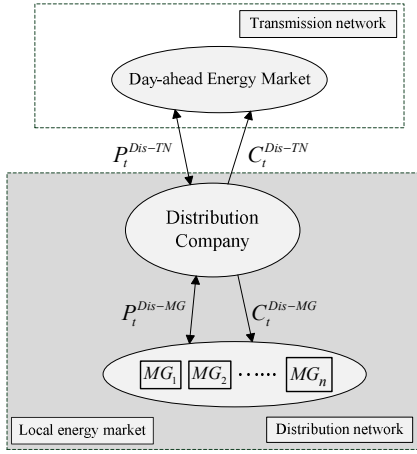 Transmission network
Day-ahead Energy Market
P_t^{Dis-TN} C_t^{Dis-TN}
Distribution
Company
P_t^{Dis-MG} C_t^{Dis-MG}
MG_1 MG_2 ...... MG_n
Local energy market Distribution network